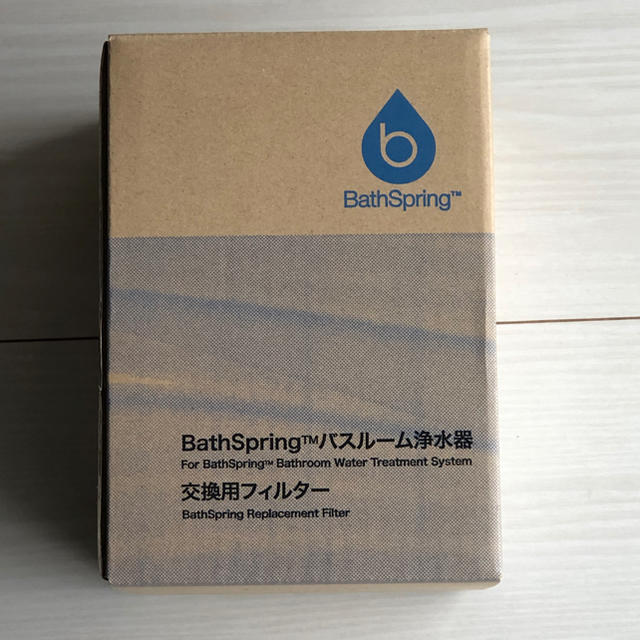 b
BathSpring™
BathSpring™バスルーム浄水器
For BathSpring™ Bathroom Water Treatment System
交換用フィルター
BathSpring Replacement Filter